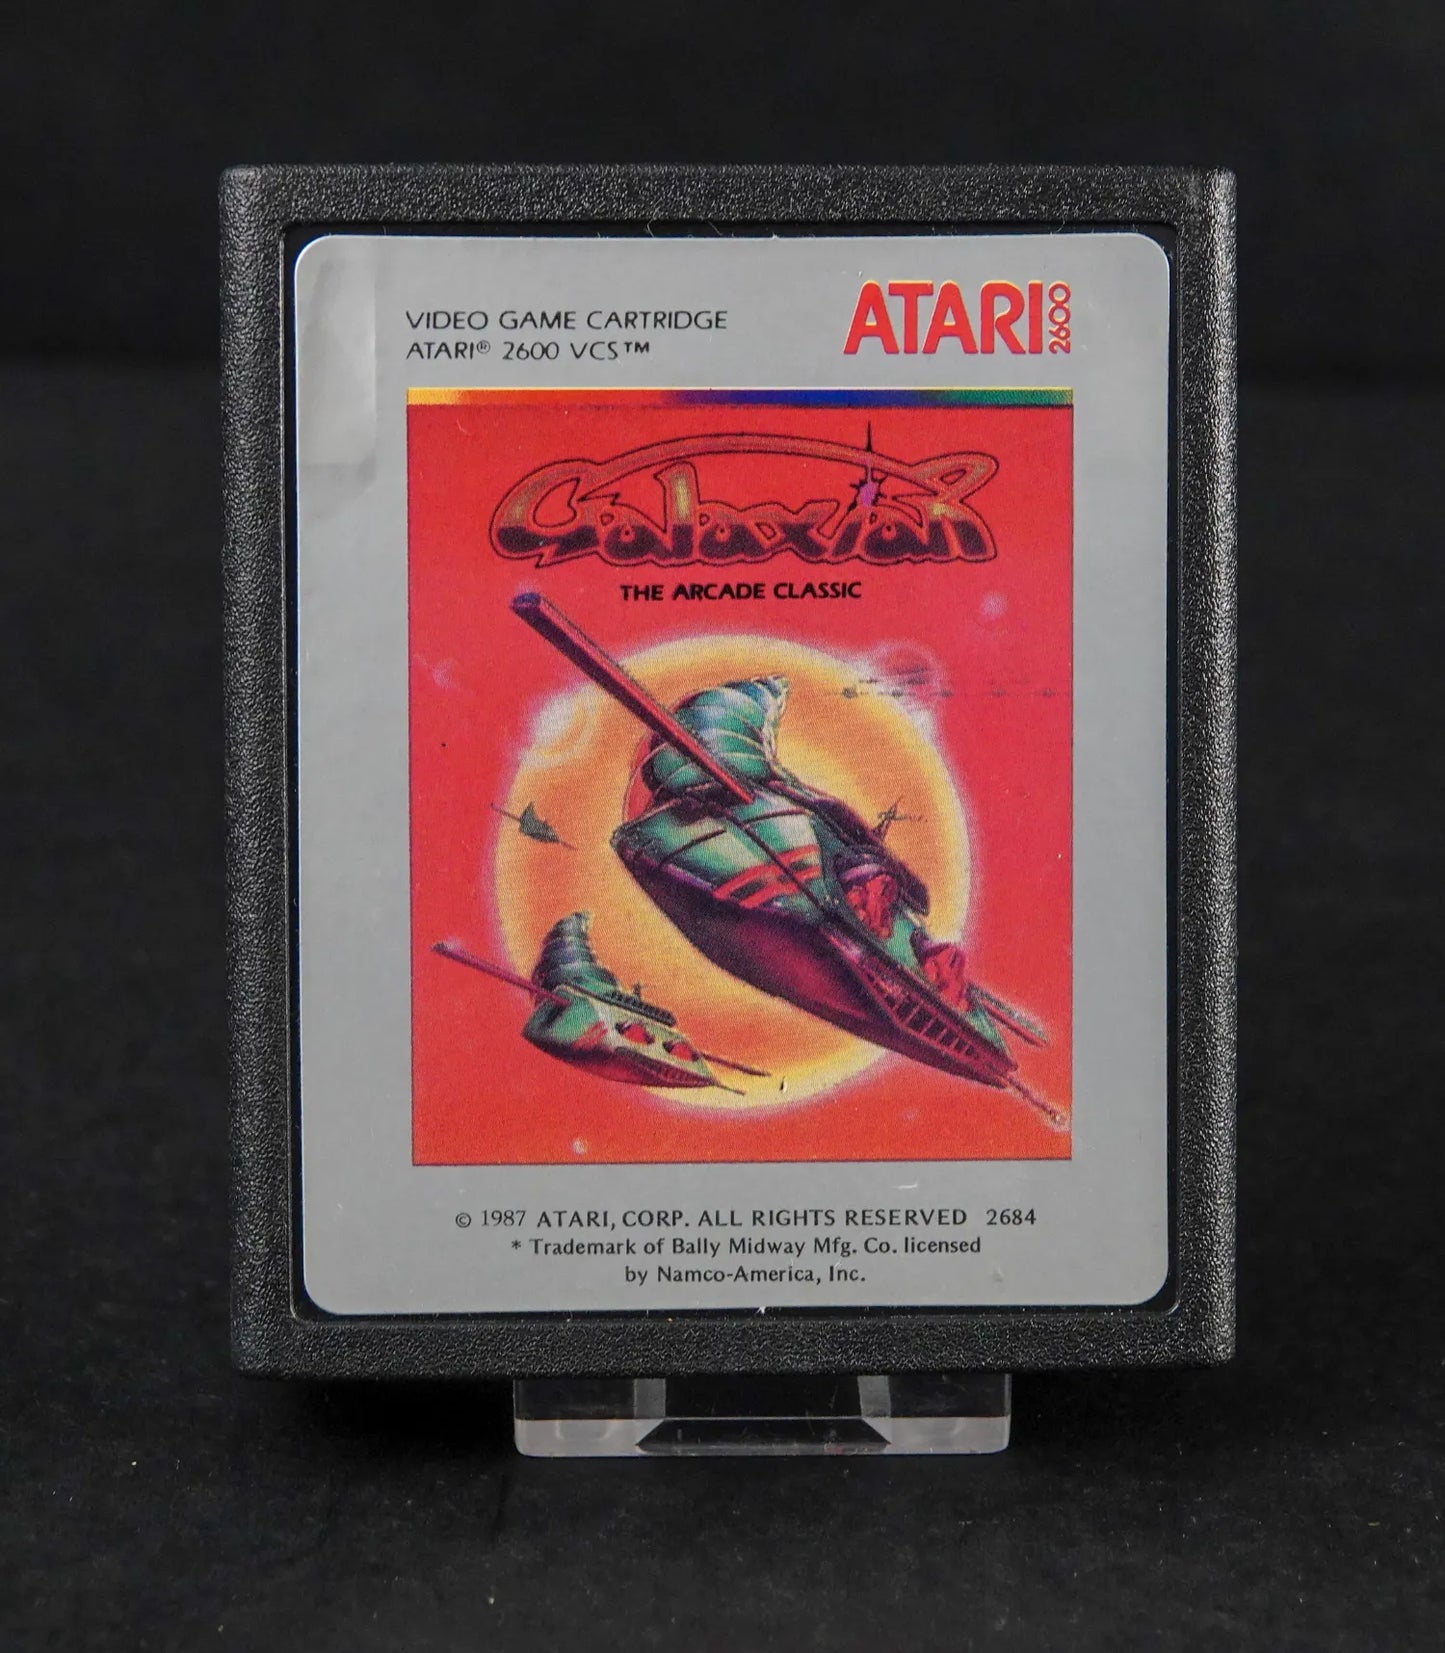 VIDEO GAME CARTRIDGE
ATARI® 2600 VCS™
ATARI 2600
Galaxian
THE ARCADE CLASSIC
© 1987 ATARI, CORP. ALL RIGHTS RESERVED 2684
* Trademark of Bally Midway Mfg. Co. licensed
by Namco-America, Inc.